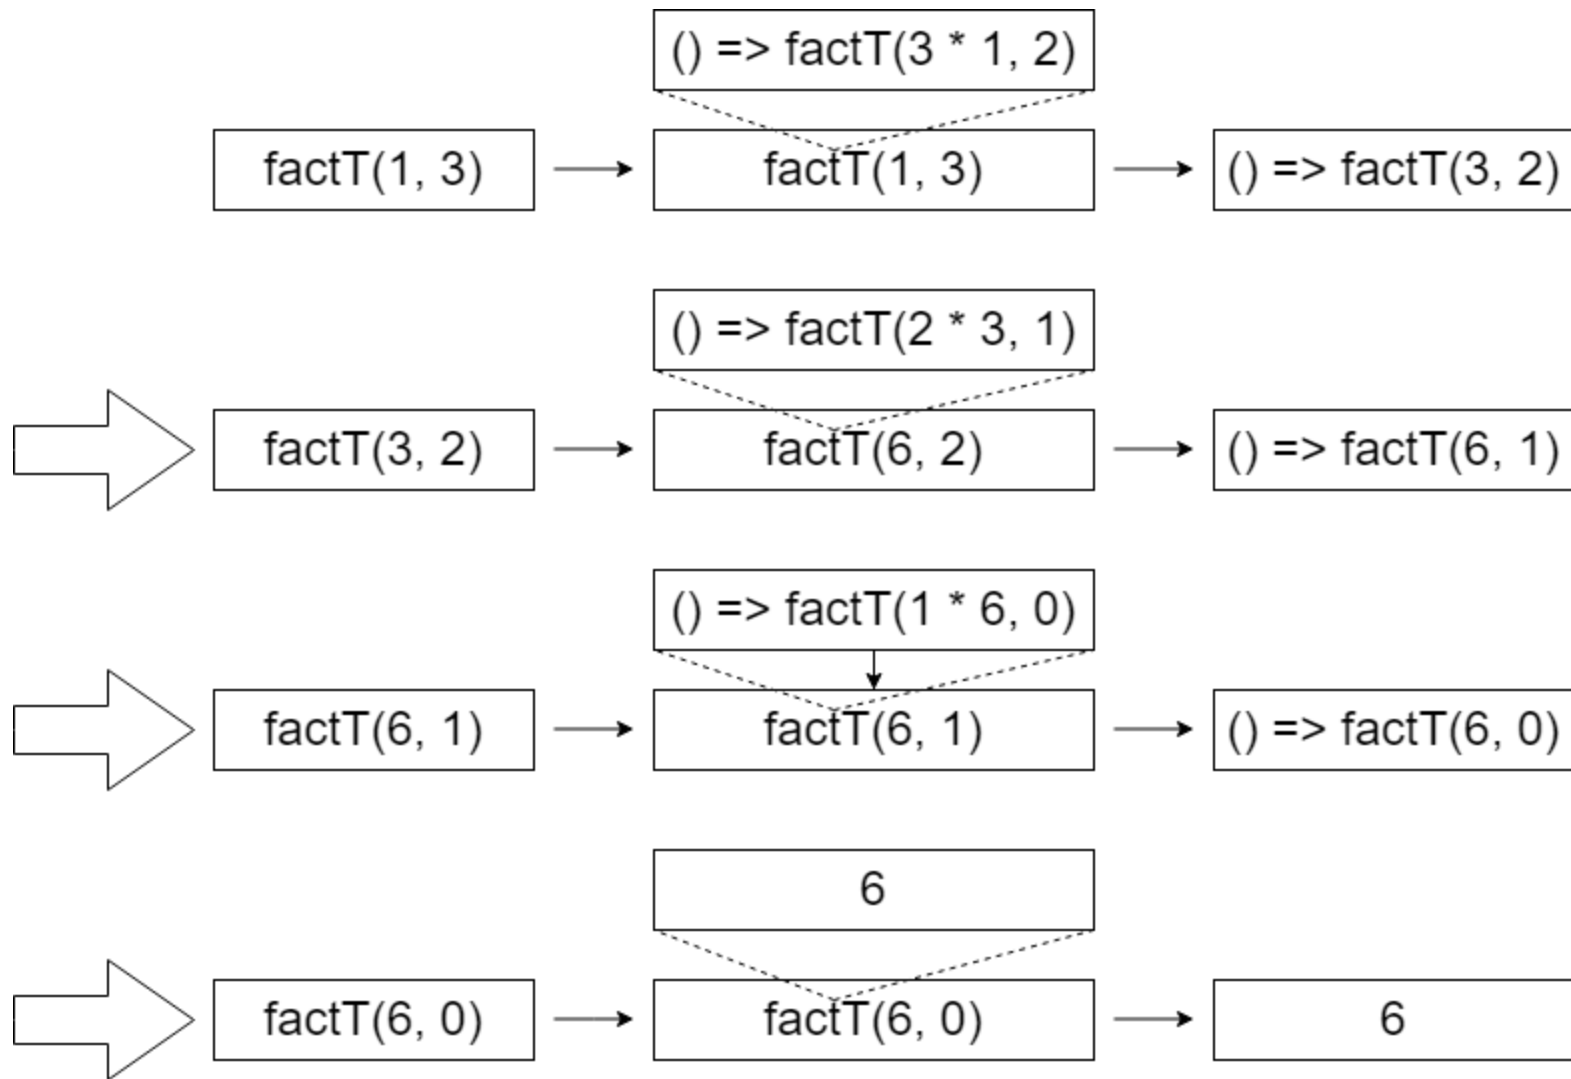 () => factT(3 * 1, 2)
factT(1, 3)
factT(1, 3)
() => factT(3, 2)
() => factT(2 * 3, 1)
factT(3, 2)
factT(6, 2)
() => factT(6, 1)
() => factT(1 * 6, 0)
factT(6, 1)
factT(6, 1)
() => factT(6, 0)
6
factT(6, 0)
factT(6, 0)
6